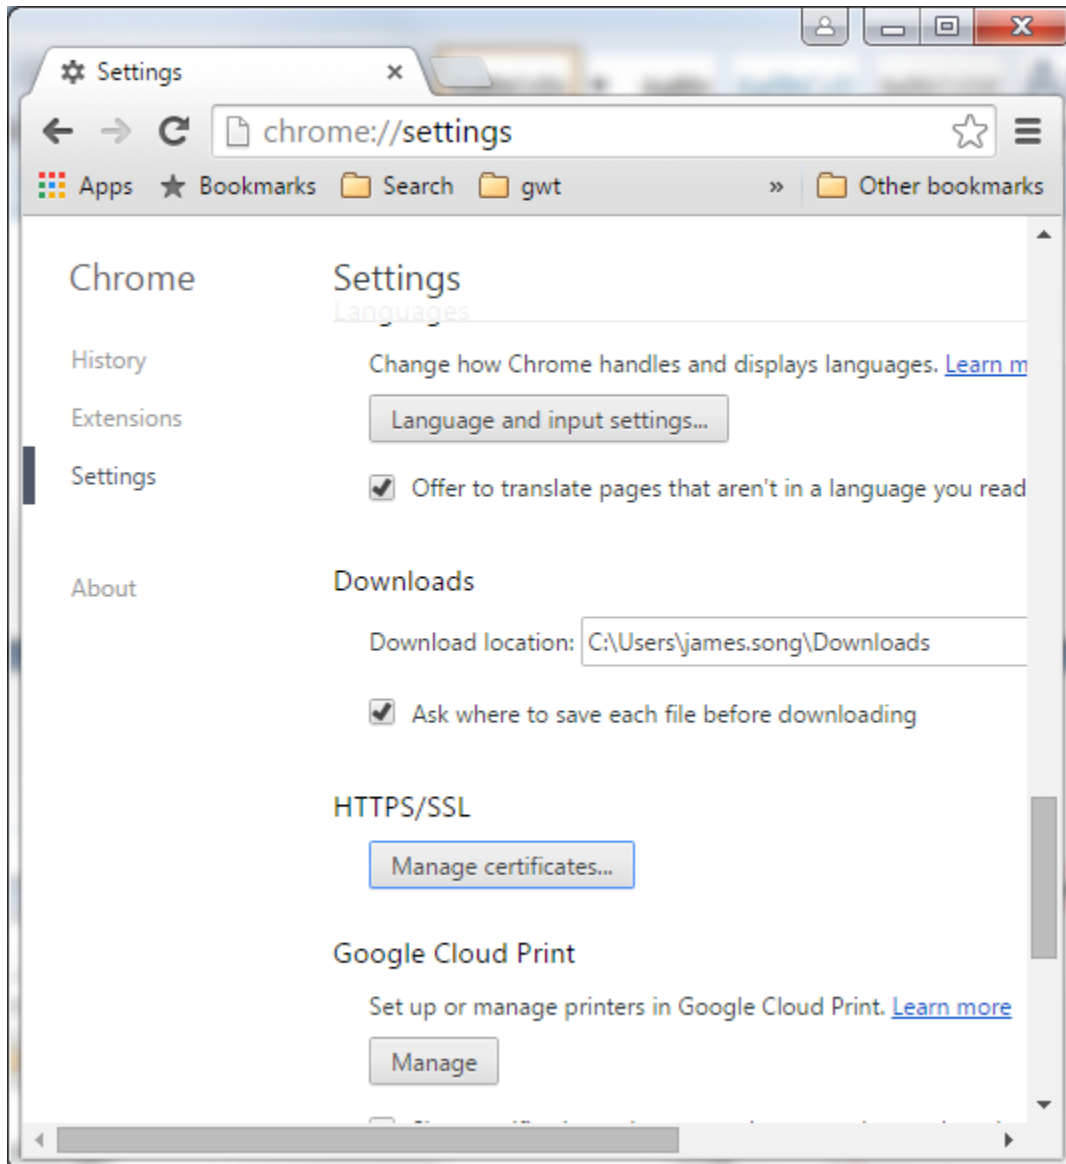 Settings
chrome://settings
Apps Bookmarks Search gwt » Other bookmarks
Chrome
Settings
Languages
History
Extensions
Settings
About
Change how Chrome handles and displays languages. Learn m
Language and input settings...
Offer to translate pages that aren't in a language you read
Downloads
Download location: C:\Users\james.song\Downloads
Ask where to save each file before downloading
HTTPS/SSL
Manage certificates...
Google Cloud Print
Set up or manage printers in Google Cloud Print. Learn more
Manage